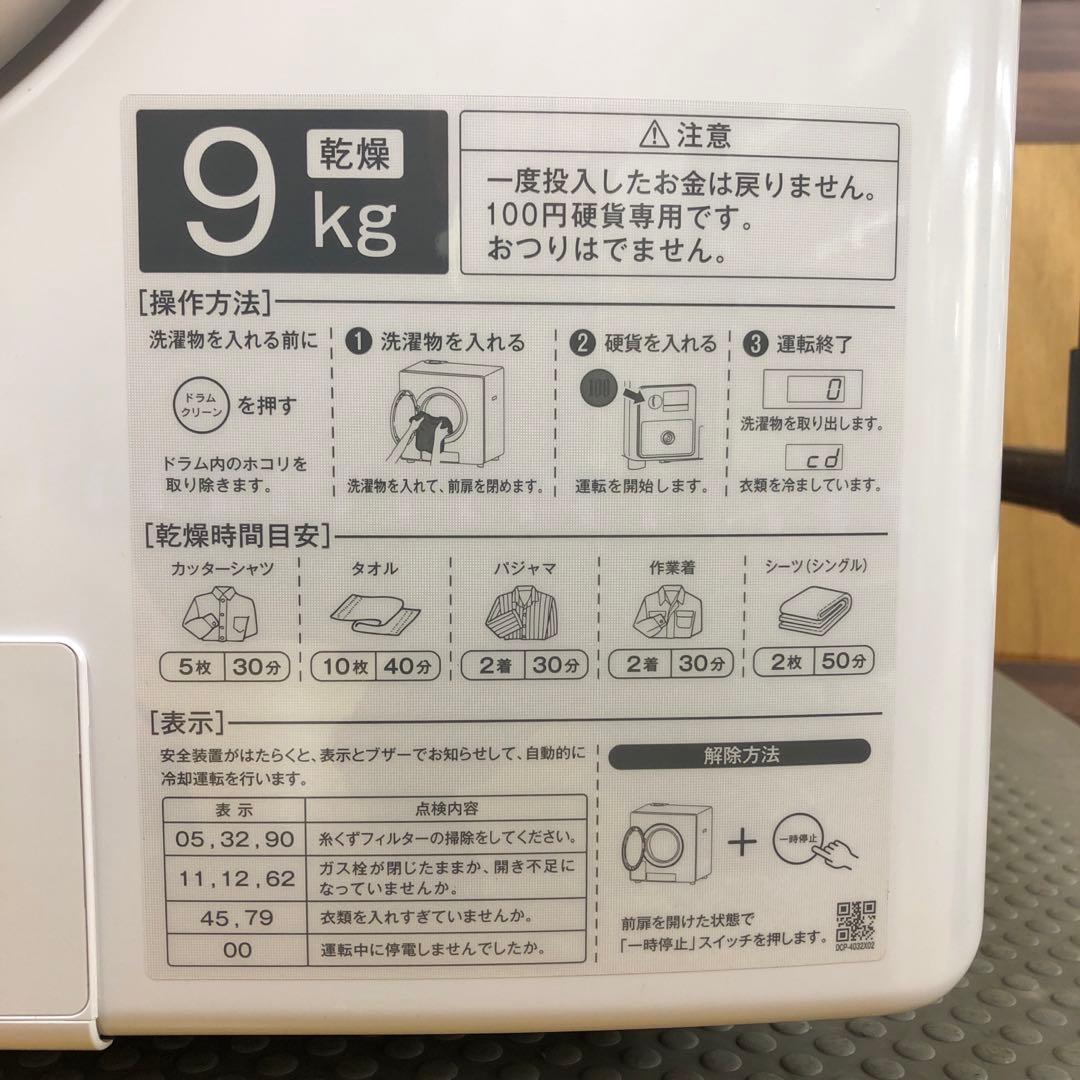 9
乾燥
kg
注意
一度投入したお金は戻りません。
100円硬貨専用です。
おつりはでません。
[操作方法]
洗濯物を入れる前に
ドラム
クリーン
を押す
ドラム内のホコリを
取り除きます。
1 洗濯物を入れる
洗濯物を入れて、前扉を閉めます。
2 硬貨を入れる
100
運転を開始します。
3 運転終了
0
洗濯物を取り出します。
cd
衣類を冷ましています。
[乾燥時間目安]
カッターシャツ
5枚 30分
タオル
10枚 40分
パジャマ
2着 30分
作業着
2着 30分
シーツ(シングル)
2枚 50分
[表示]
安全装置がはたらくと、表示とブザーでお知らせして、自動的に
冷却運転を行います。
表示 点検内容
05,32,90 糸くずフィルターの掃除をしてください。
11,12,62 ガス栓が閉じたままか、開き不足に
なっていませんか。
45,79 衣類を入れすぎていませんか。
00 運転中に停電しませんでしたか。
解除方法
+
一時停止
前扉を開けた状態で
「一時停止」スイッチを押します。
DCP-4032X02